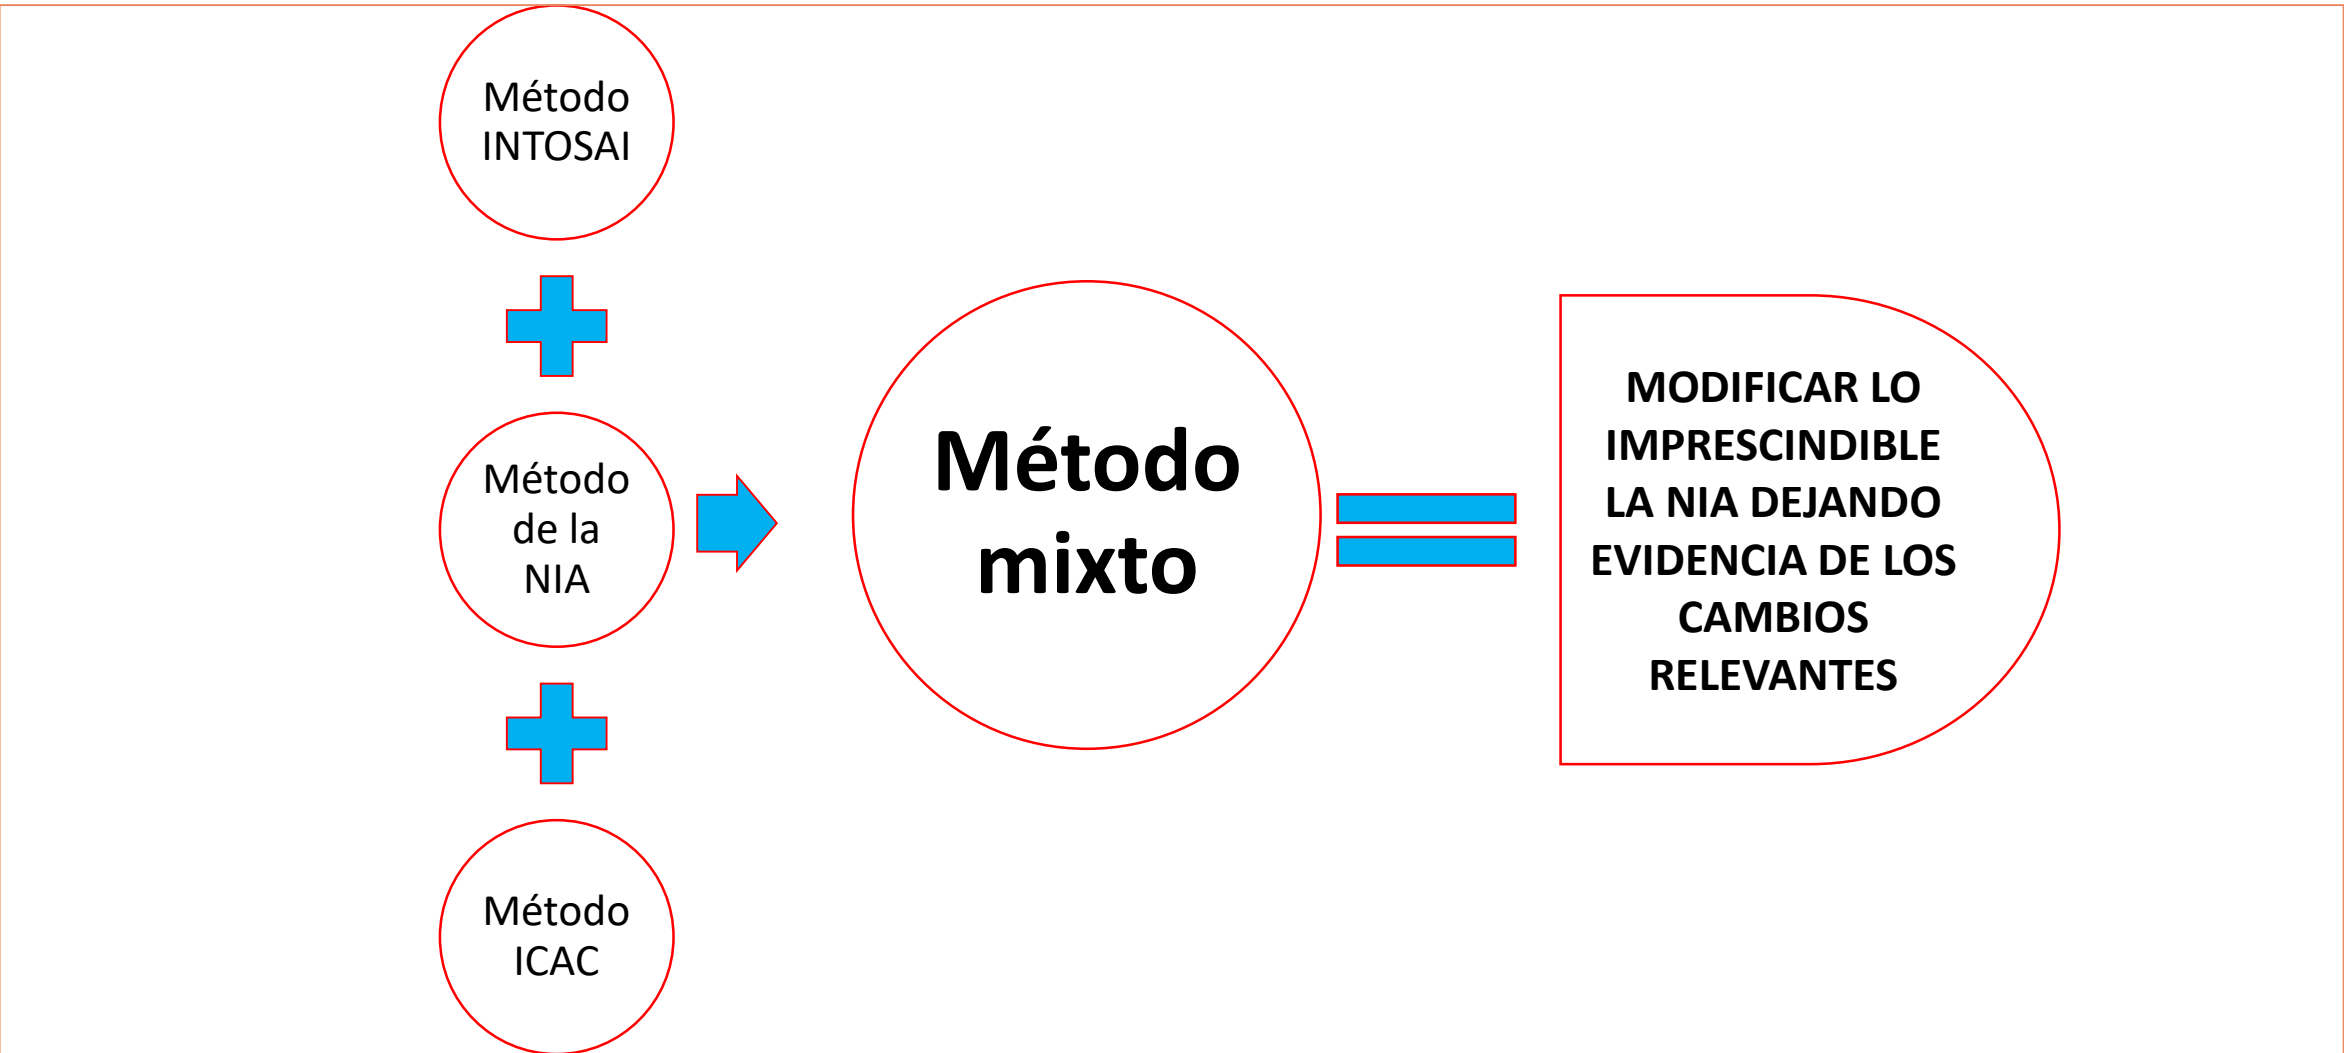 Método
INTOSAI
Método
de la
NIA
Método
ICAC
Método
mixto
MODIFICAR LO
IMPRESCINDIBLE
LA NIA DEJANDO
EVIDENCIA DE LOS
CAMBIOS
RELEVANTES